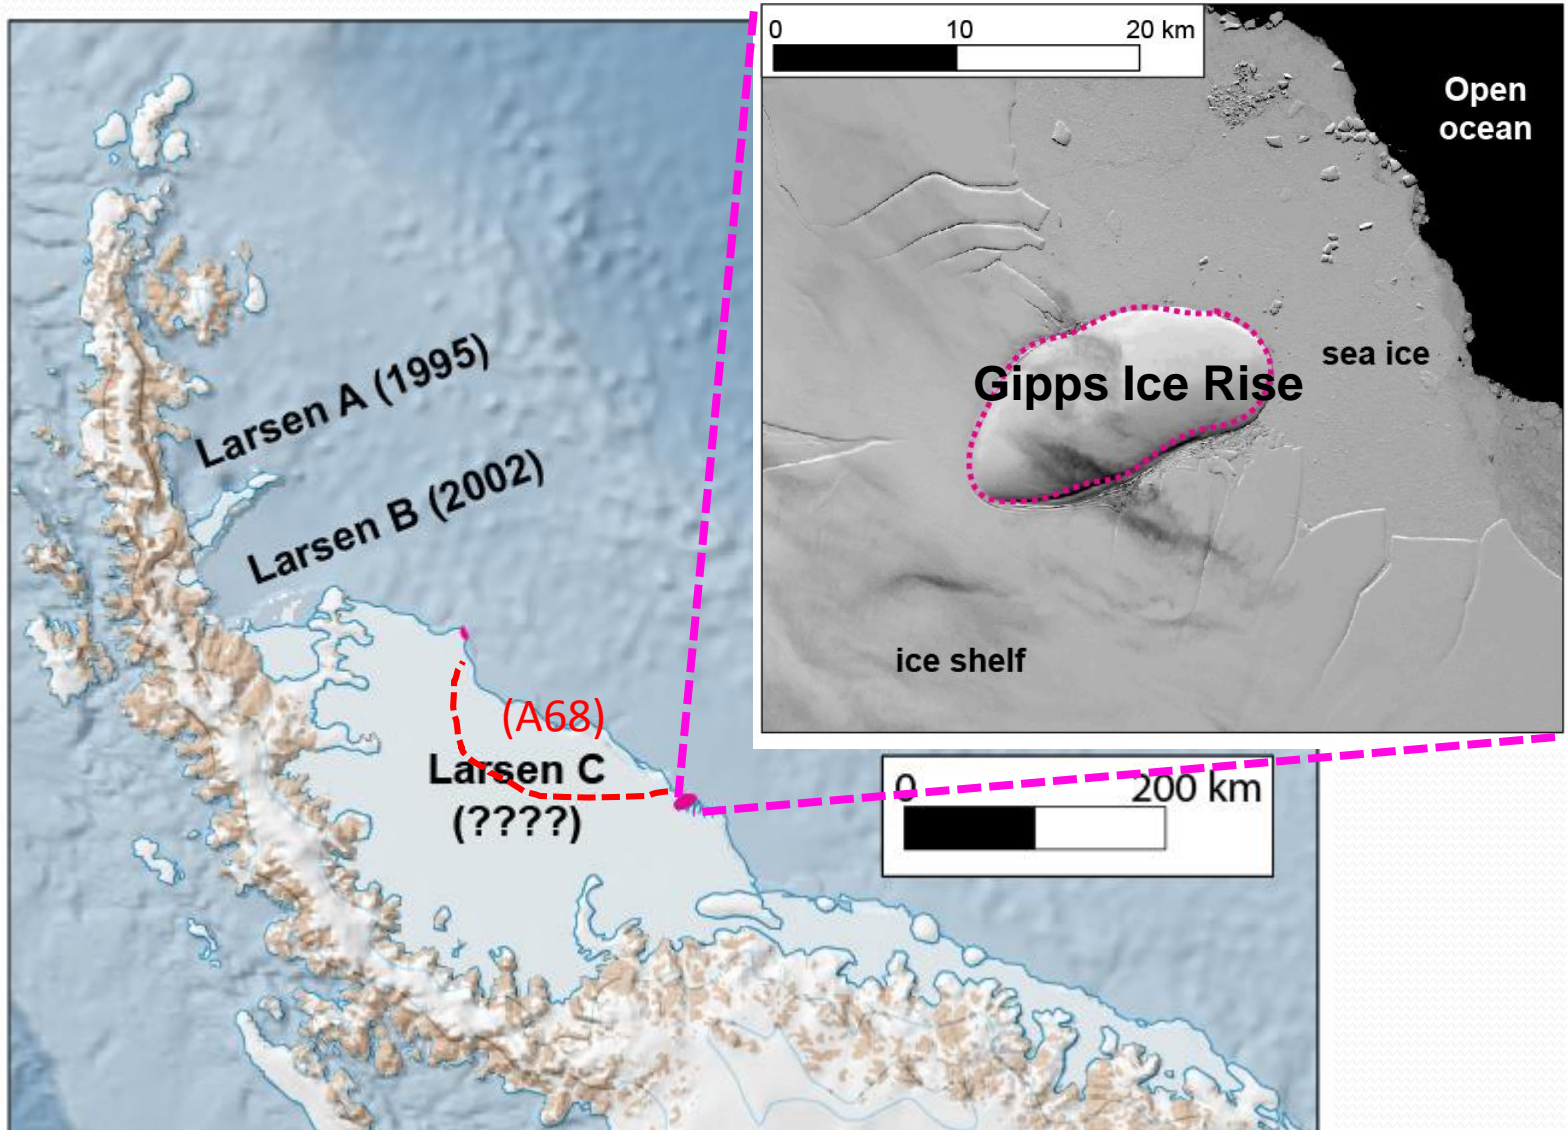 0 10 20 km
Open
ocean
Larsen A (1995)
sea ice
Gipps Ice Rise
Larsen B (2002)
ice shelf
(A68)
Larsen C
(????)
0 200 km